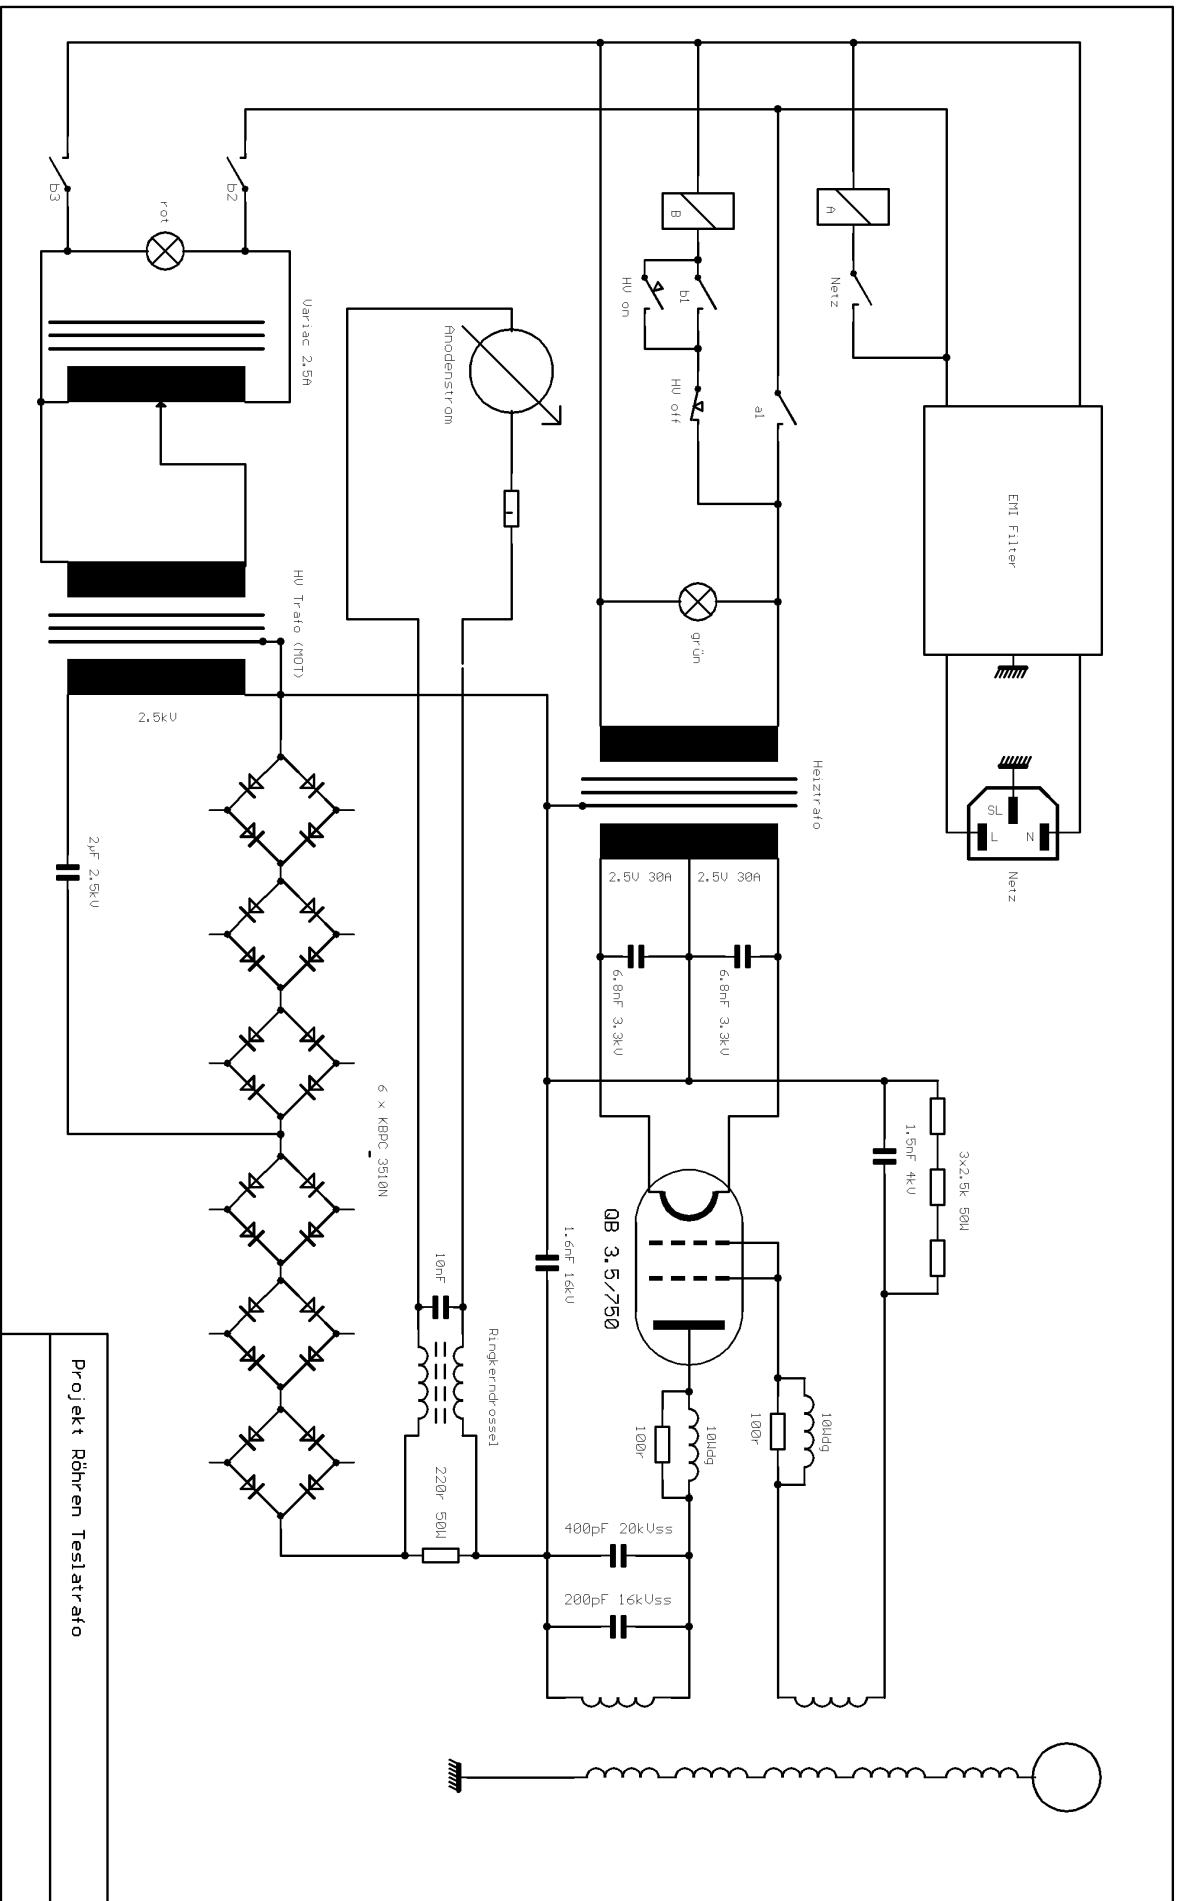 b3
b2
rot
Variac 2.5A
HV Trafo (MOT)
2.5kV
2µF 2.5kV
6 x KBPC 3510N
Anodenstrom
10nF
Ringkerndrossel
220r 50W
A
B
Netz
b1
HV on
HV off
a1
grün
Heiztrafo
2.5V 30A
2.5V 30A
6.8nF 3.3kV
6.8nF 3.3kV
EMI Filter
SL
L
N
Netz
1.5nF 4kV
3x2.5k 50W
QB 3.5/750
1.6nF 16kV
100r
10Wdg
100r
10Wdg
400pF 20kVss
200pF 16kVss
Projekt Röhren Teslatrafo